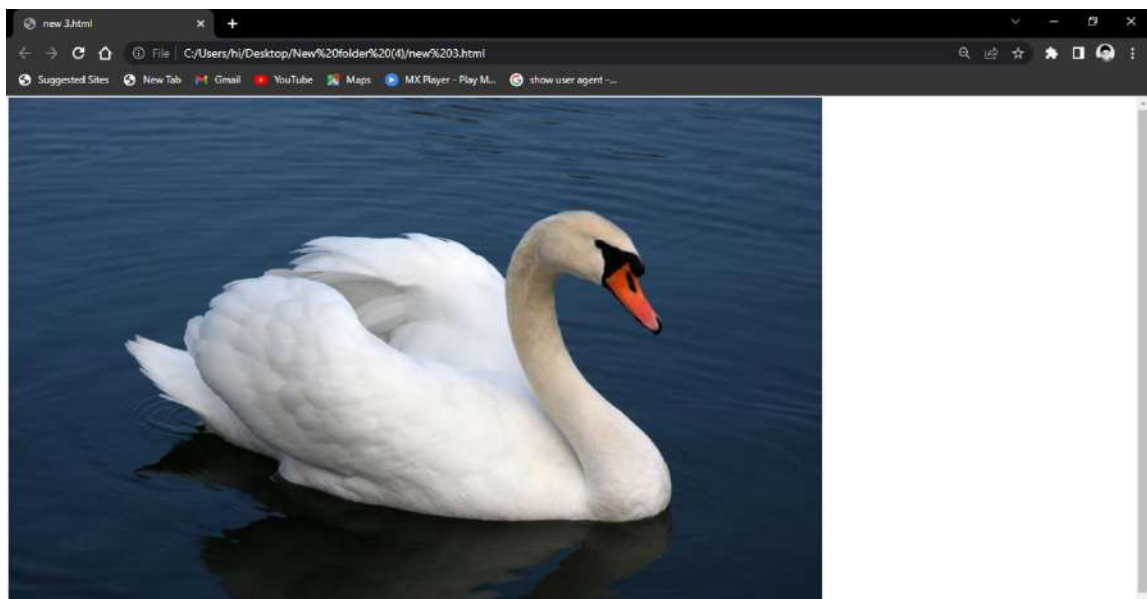 new 3.html
File C:/Users/hi/Desktop/New%20folder%20(4)/new%203.html
Suggested Sites New Tab Gmail YouTube Maps MX Player - Play M... show user agent -...